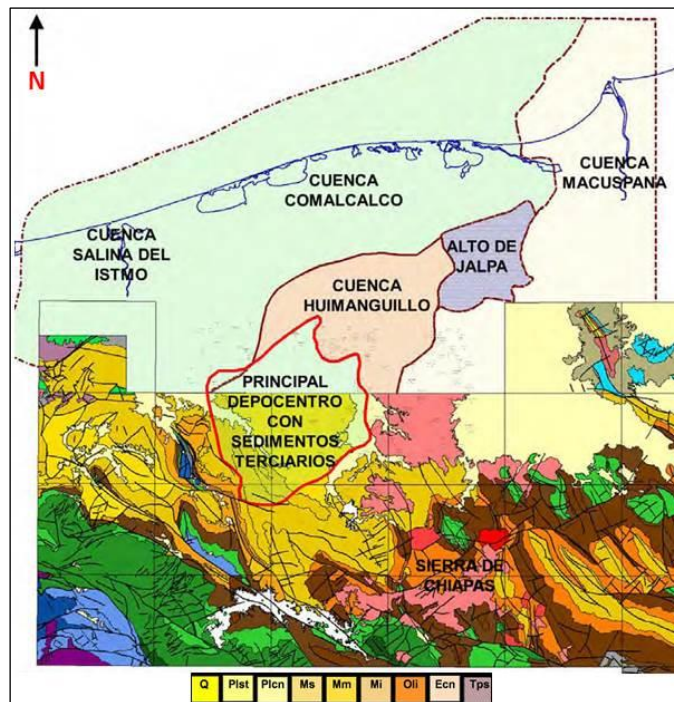 N
CUENCA
MACUSPANA
CUENCA
COMALCALCO
CUENCA
SALINA DEL
ISTMO
ALTO DE
JALPA
CUENCA
HUIMANGUILLO
PRINCIPAL
DEPOCENTRO
CON
SEDIMENTOS
TERCIARIOS
SIERRA DE
CHIAPAS
Q Plst Plcn Ms Mm Mi Oli Ecn Tps